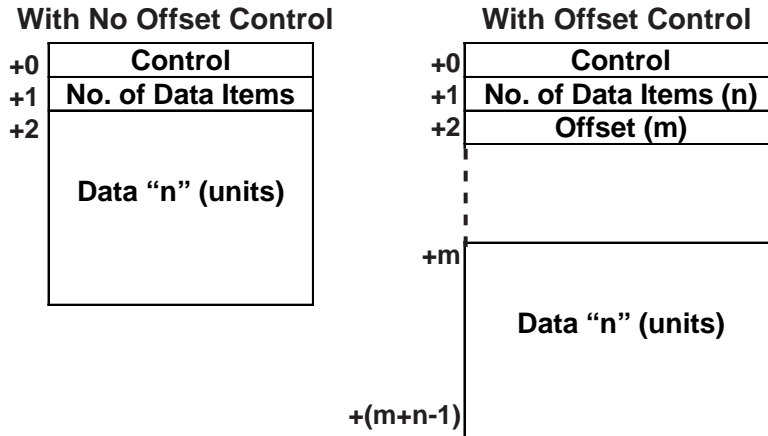 With No Offset Control
+0 Control
+1 No. of Data Items
+2
Data “n” (units)
With Offset Control
+0 Control
+1 No. of Data Items (n)
+2 Offset (m)
+m
Data “n” (units)
+(m+n-1)